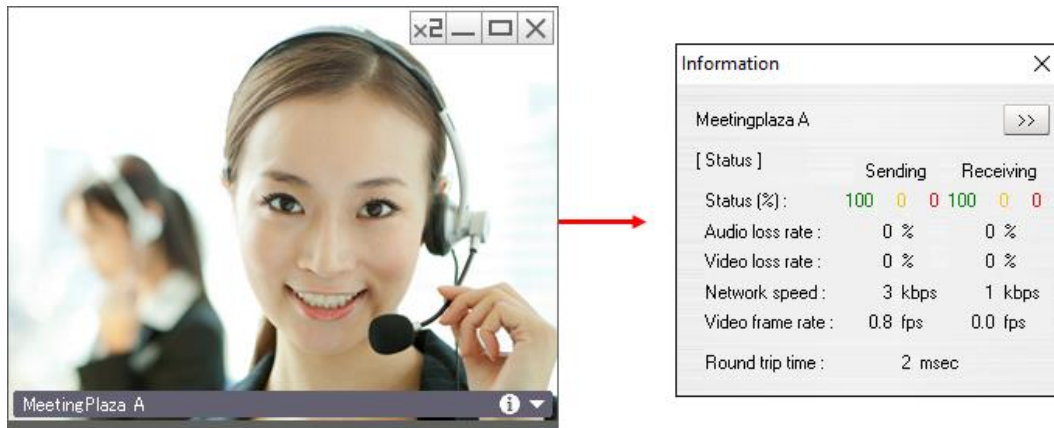 x2
MeetingPlaza A
Information
Meetingplaza A
>>
[ Status ]
Sending Receiving
Status (%) : 100 0 0 100 0 0
Audio loss rate : 0 % 0 %
Video loss rate : 0 % 0 %
Network speed : 3 kbps 1 kbps
Video frame rate : 0.8 fps 0.0 fps
Round trip time : 2 msec